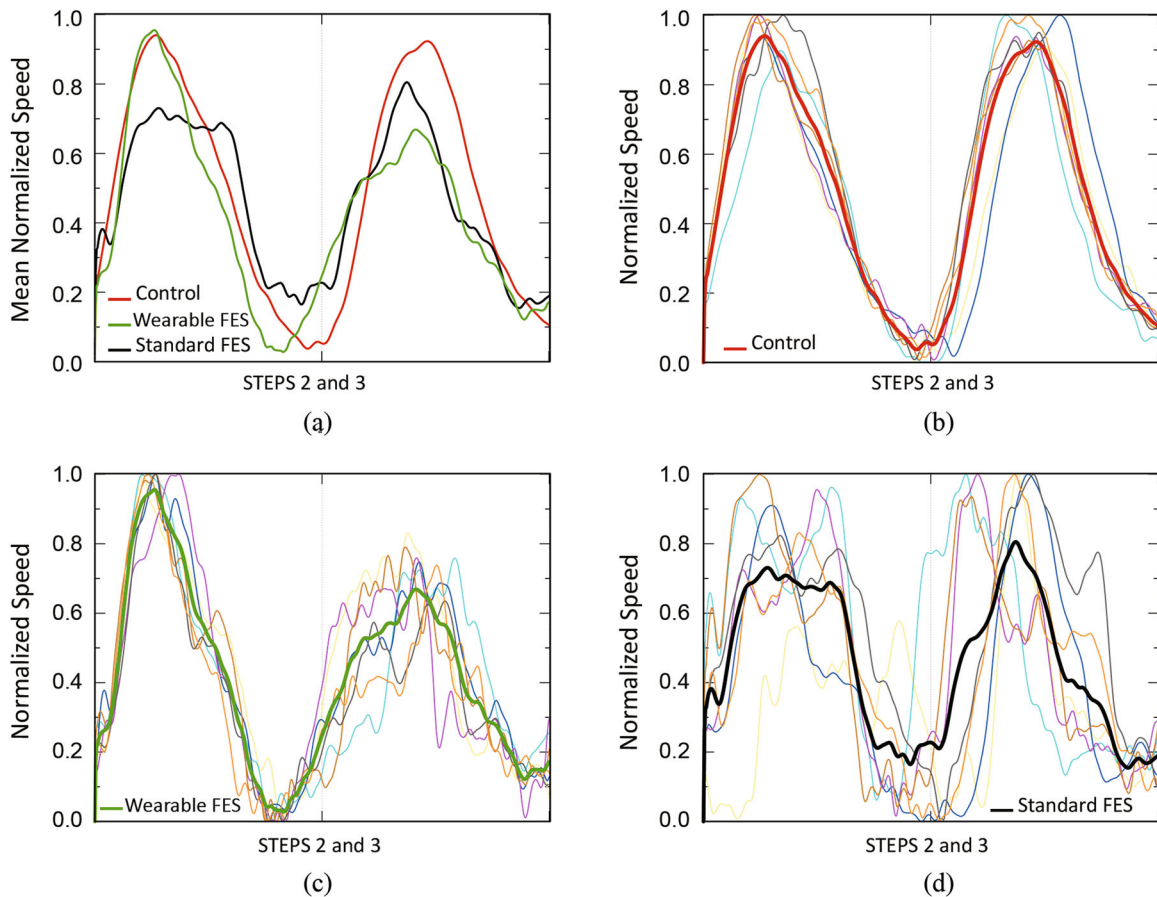 1.0
0.8
0.6
0.4
0.2
0.0
Mean Normalized Speed
Control
Wearable FES
Standard FES
STEPS 2 and 3
(a)
1.0
0.8
0.6
0.4
0.2
0.0
Normalized Speed
Control
STEPS 2 and 3
(b)
1.0
0.8
0.6
0.4
0.2
0.0
Normalized Speed
Wearable FES
STEPS 2 and 3
(c)
1.0
0.8
0.6
0.4
0.2
0.0
Normalized Speed
Standard FES
STEPS 2 and 3
(d)